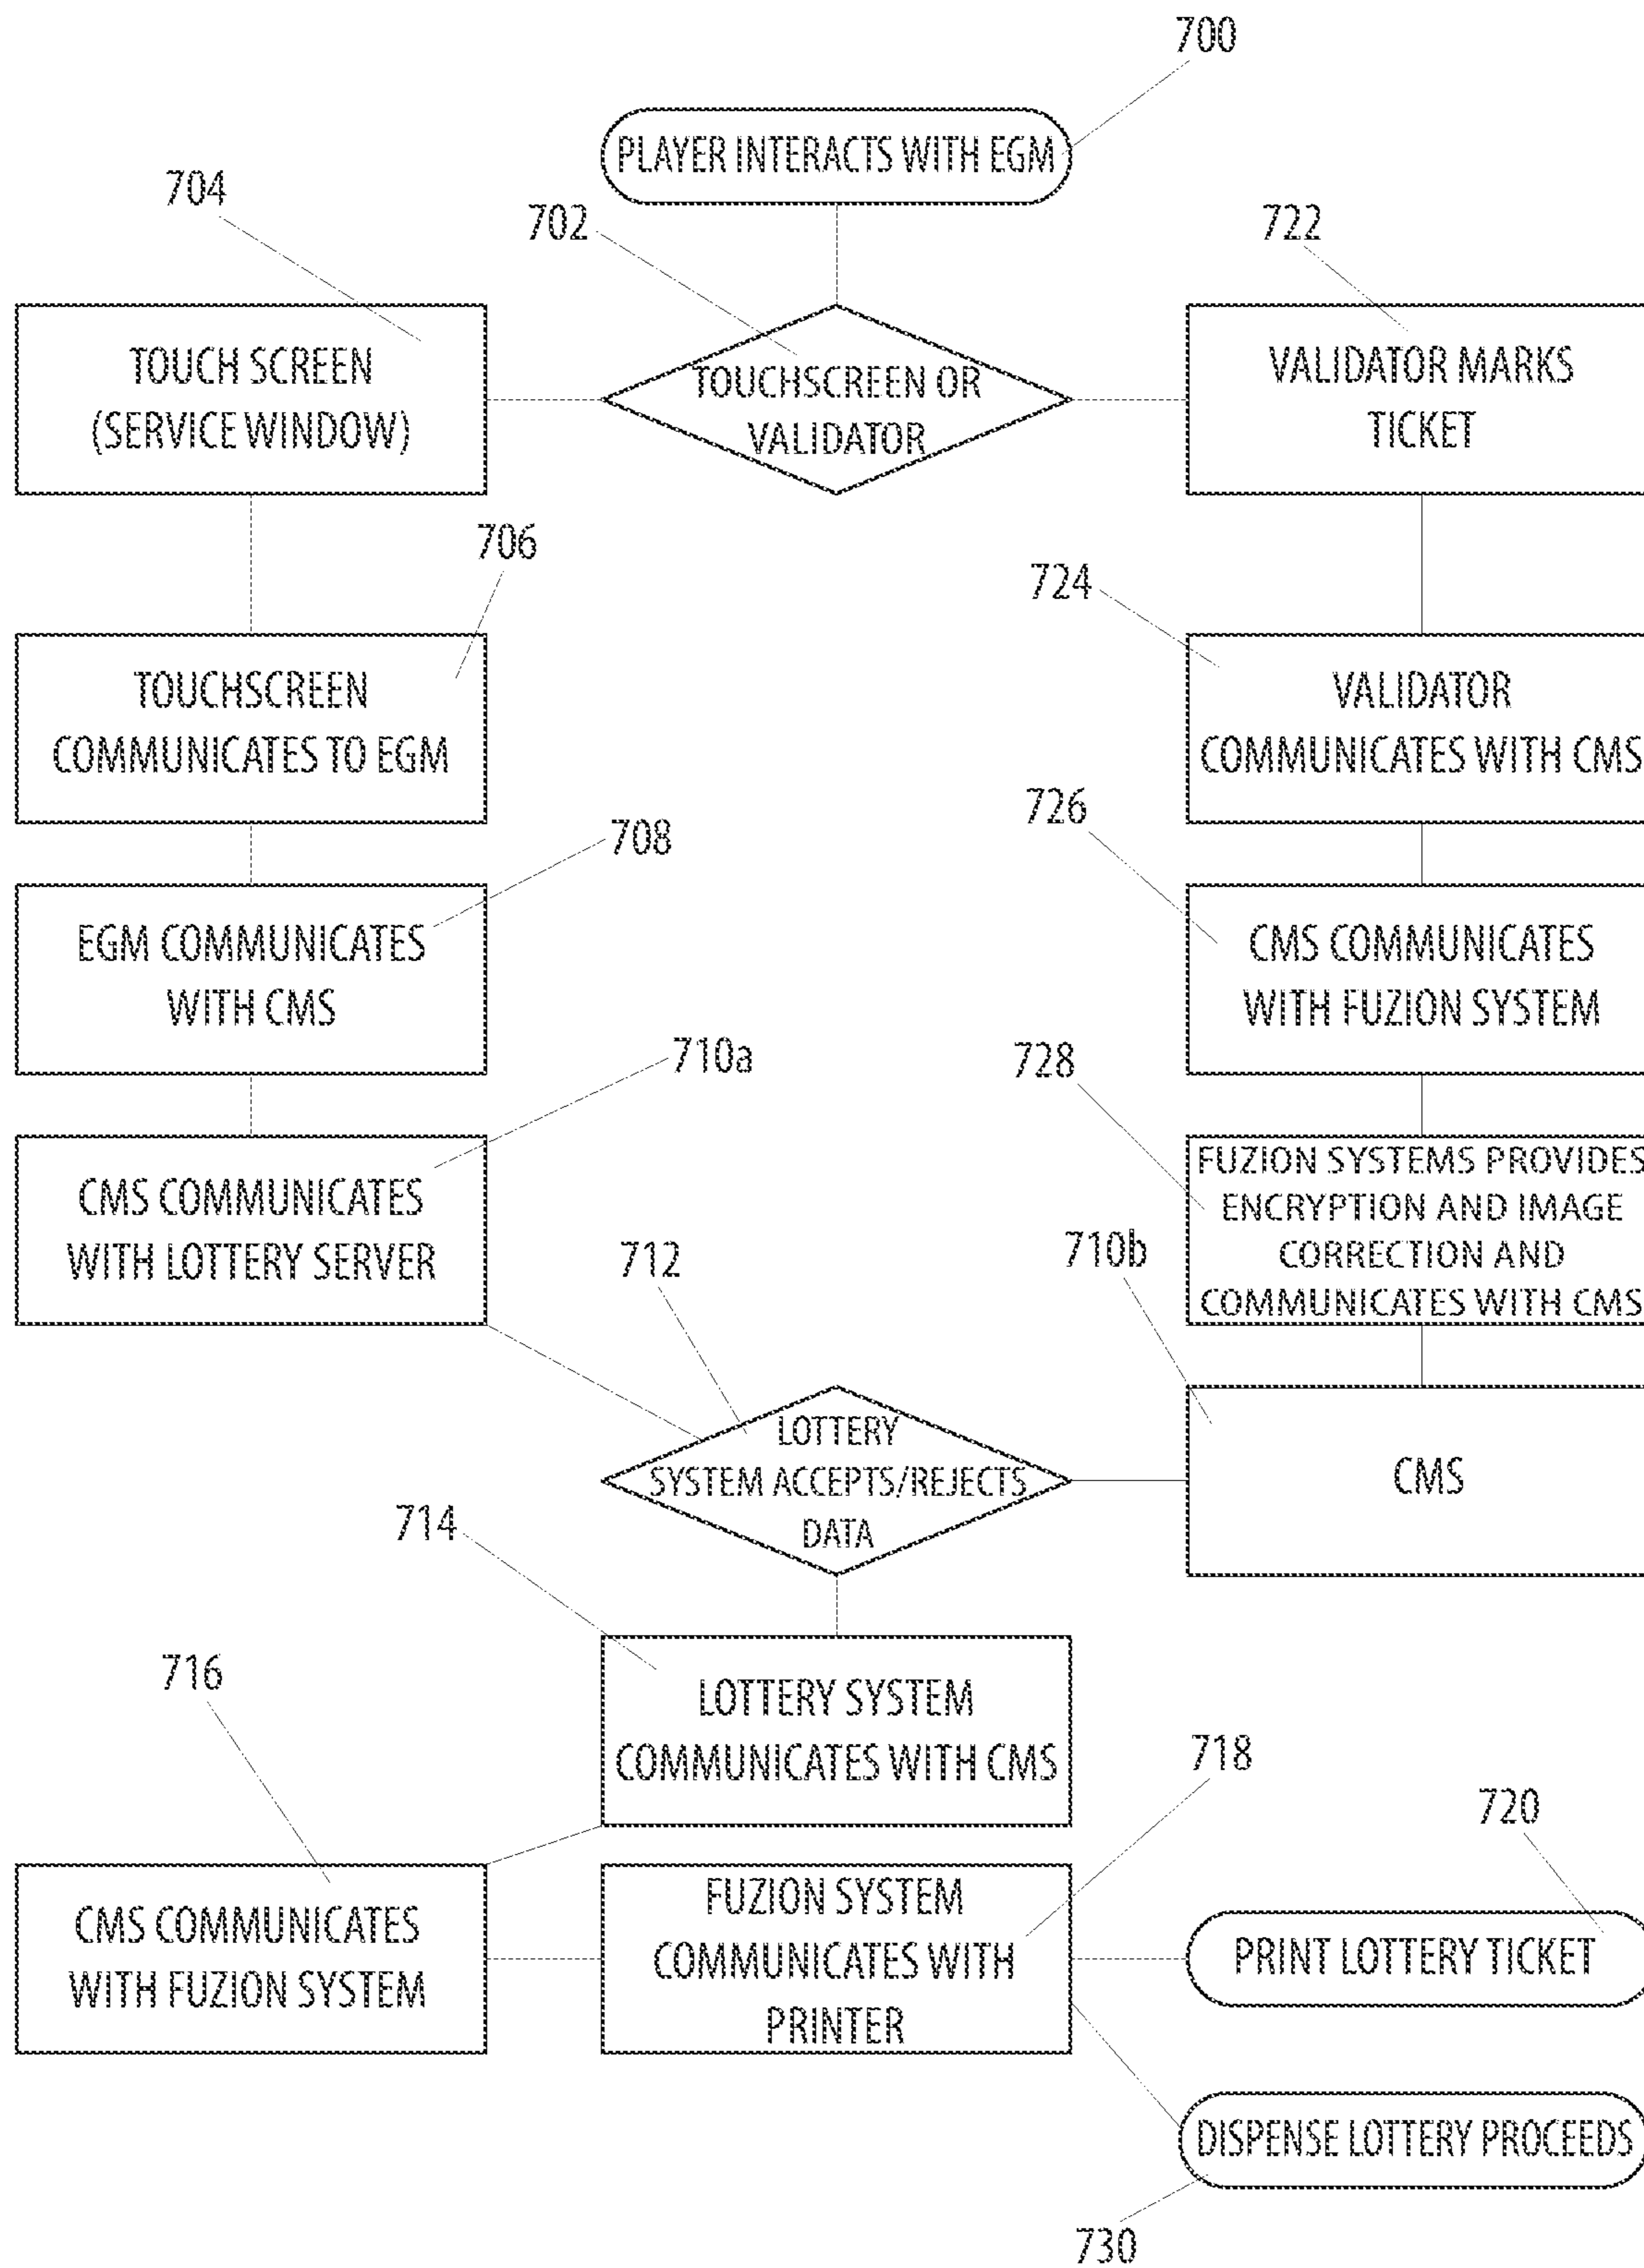 700
PLAYER INTERACTS WITH EGM
704
702
722
TOUCH SCREEN
(SERVICE WINDOW)
TOUCHSCREEN OR
VALIDATOR
VALIDATOR MARKS
TICKET
706
724
TOUCHSCREEN
COMMUNICATES TO EGM
VALIDATOR
COMMUNICATES WITH CMS
708
726
EGM COMMUNICATES
WITH CMS
CMS COMMUNICATES
WITH FUZION SYSTEM
710a
728
CMS COMMUNICATES
WITH LOTTERY SERVER
FUZION SYSTEMS PROVIDES
ENCRYPTION AND IMAGE
CORRECTION AND
COMMUNICATES WITH CMS
712
710b
LOTTERY
SYSTEM ACCEPTS/REJECTS
DATA
CMS
714
LOTTERY SYSTEM
COMMUNICATES WITH CMS
716
718
720
CMS COMMUNICATES
WITH FUZION SYSTEM
FUZION SYSTEM
COMMUNICATES WITH
PRINTER
PRINT LOTTERY TICKET
DISPENSE LOTTERY PROCEEDS
730